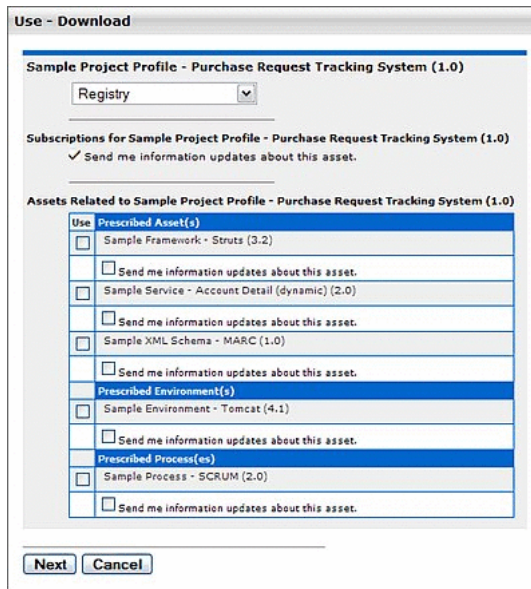 Use - Download
Sample Project Profile - Purchase Request Tracking System (1.0)
Registry
Subscriptions for Sample Project Profile - Purchase Request Tracking System (1.0)
Send me information updates about this asset.
Assets Related to Sample Project Profile - Purchase Request Tracking System (1.0)
Use Prescribed Asset(s)
Sample Framework - Struts (3.2)
Send me information updates about this asset.
Sample Service - Account Detail (dynamic) (2.0)
Send me information updates about this asset.
Sample XML Schema - MARC (1.0)
Send me information updates about this asset.
Prescribed Environment(s)
Sample Environment - Tomcat (4.1)
Send me information updates about this asset.
Prescribed Process(es)
Sample Process - SCRUM (2.0)
Send me information updates about this asset.
Next Cancel